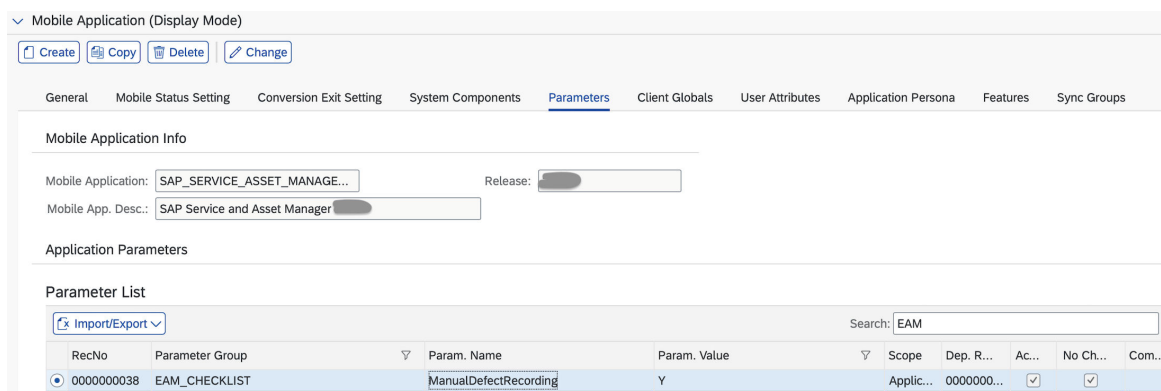 Mobile Application (Display Mode)
Create Copy Delete Change
General Mobile Status Setting Conversion Exit Setting System Components Parameters Client Globals User Attributes Application Persona Features Sync Groups
Mobile Application Info
Mobile Application: SAP_SERVICE_ASSET_MANAGE... Release:
Mobile App. Desc.: SAP Service and Asset Manager
Application Parameters
Parameter List
Import/Export Search: EAM
RecNo Parameter Group Param. Name Param. Value Scope Dep. R... Ac... No Ch... Com..
0000000038 EAM_CHECKLIST ManualDefectRecording Y Applic... 0000000...